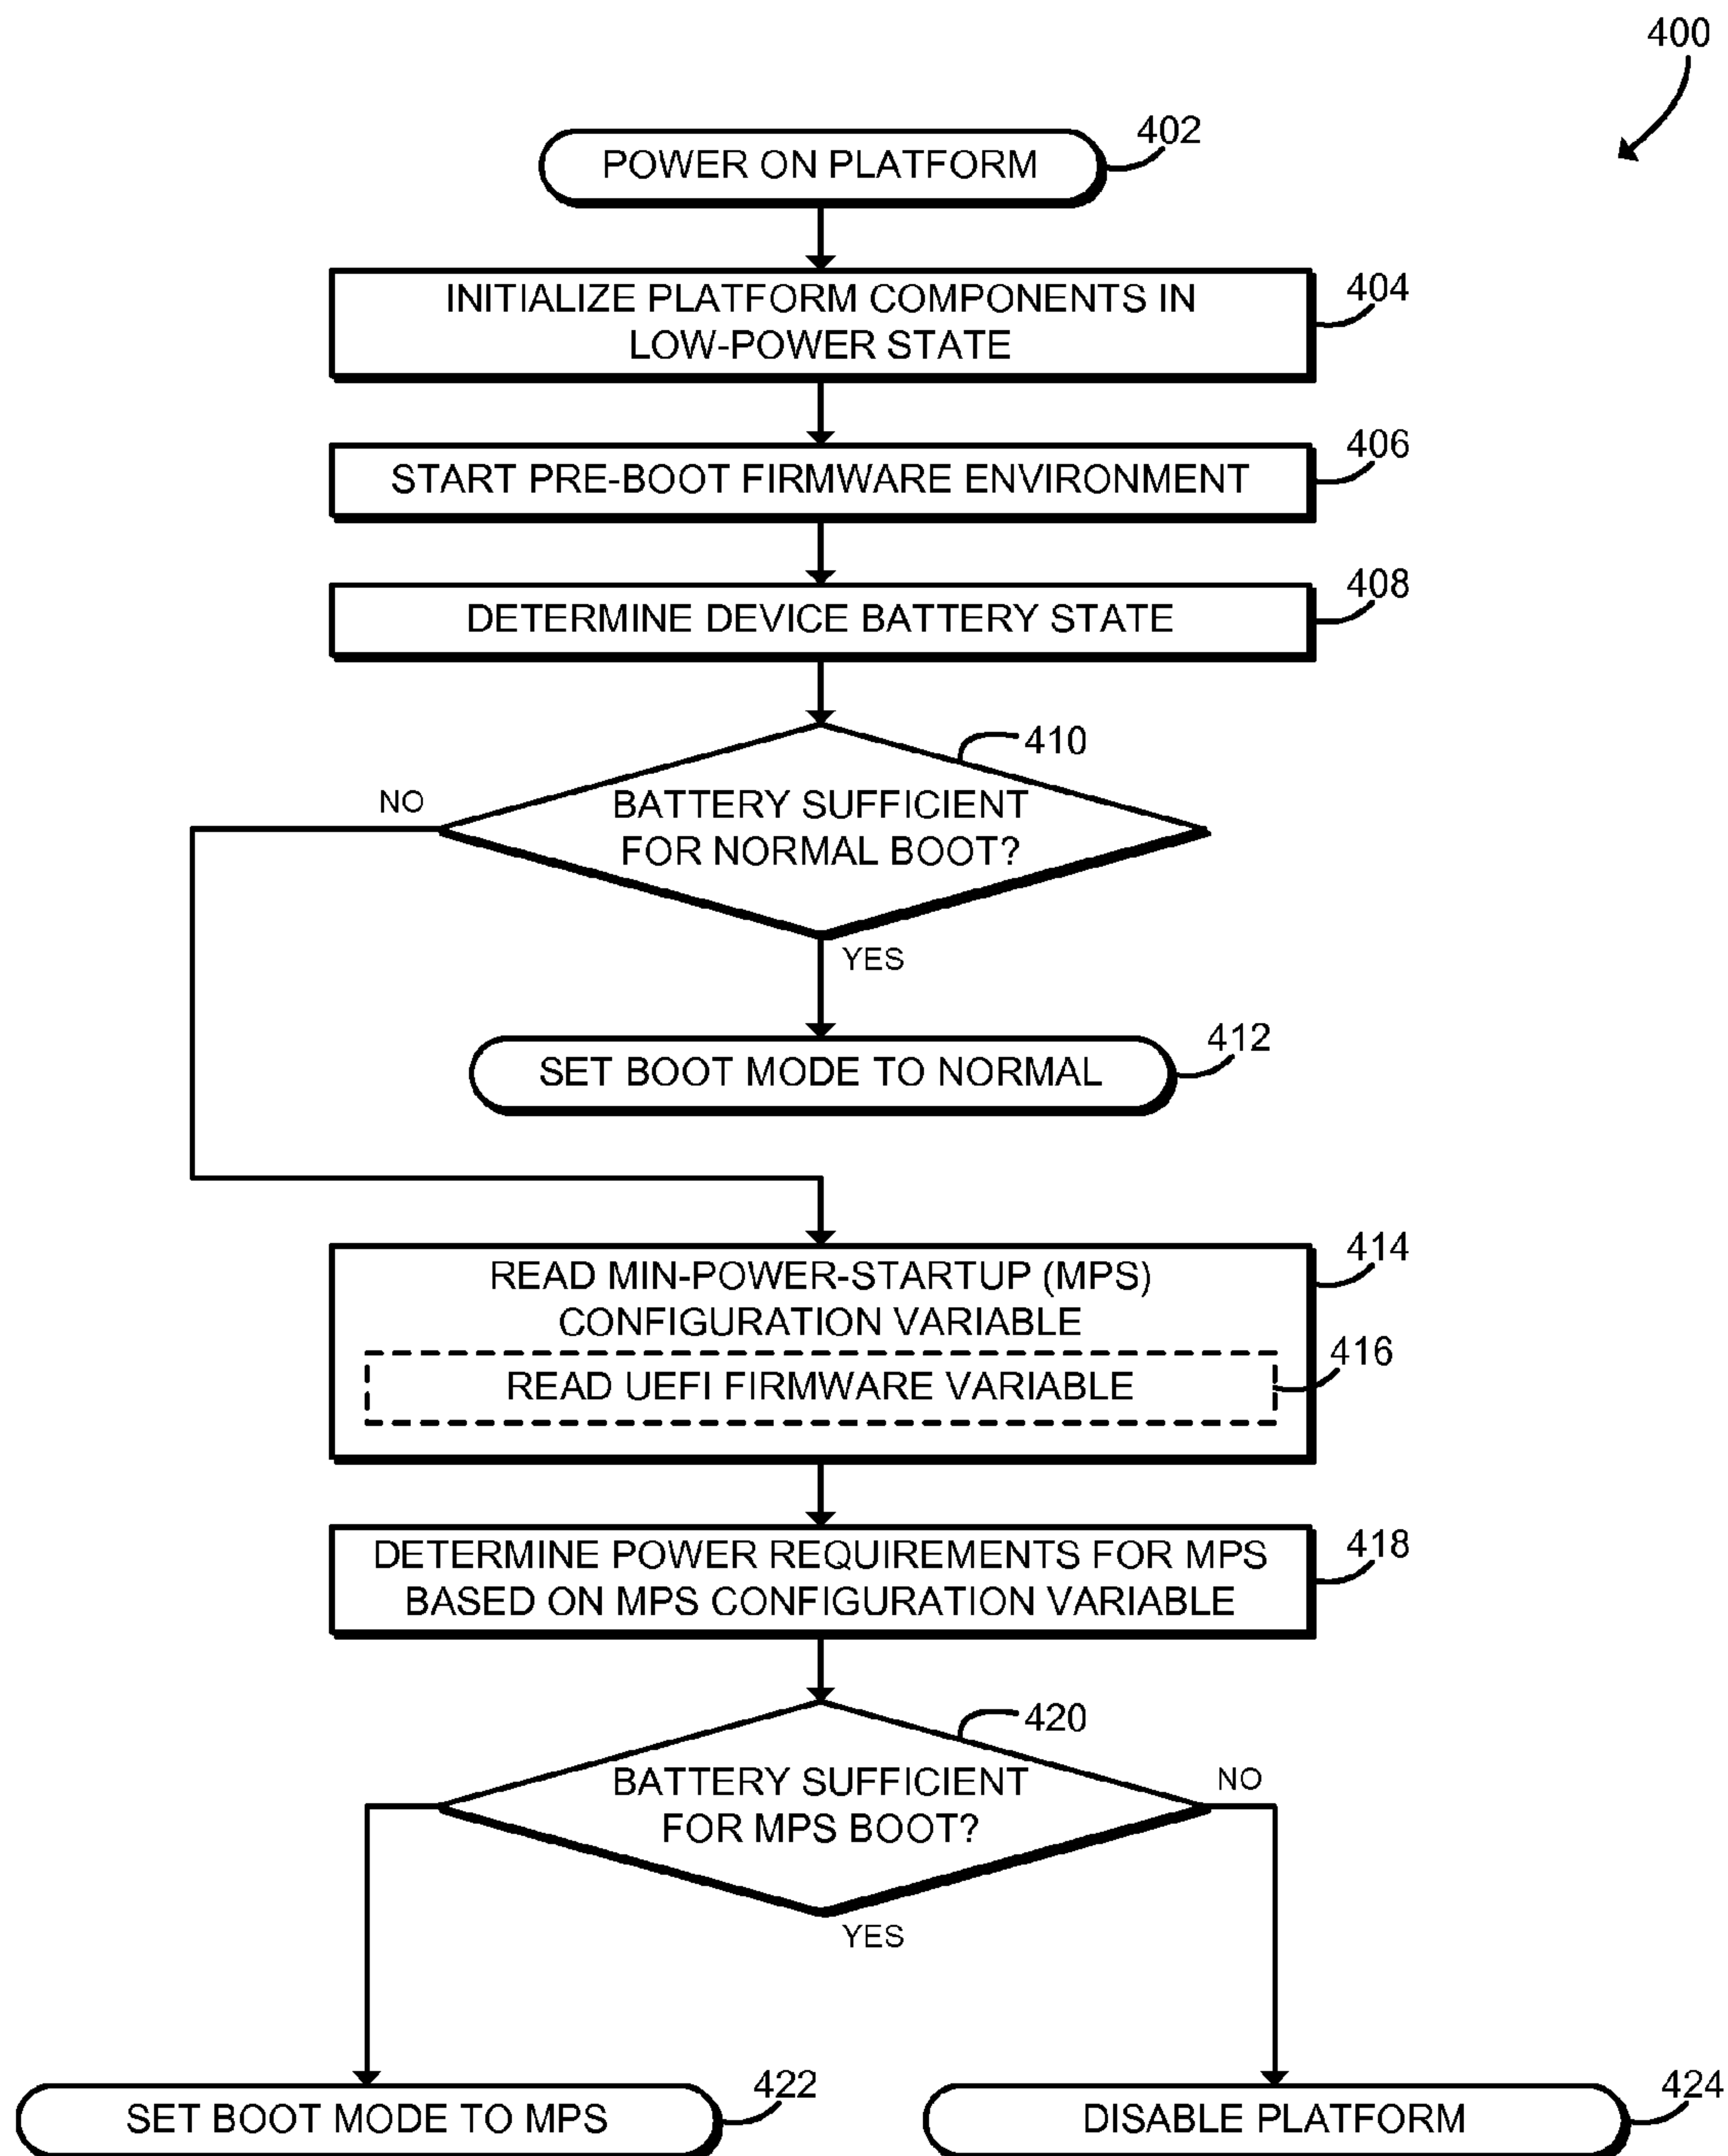 400
402
POWER ON PLATFORM
404
INITIALIZE PLATFORM COMPONENTS IN
LOW-POWER STATE
406
START PRE-BOOT FIRMWARE ENVIRONMENT
408
DETERMINE DEVICE BATTERY STATE
410
NO
BATTERY SUFFICIENT
FOR NORMAL BOOT?
YES
412
SET BOOT MODE TO NORMAL
414
READ MIN-POWER-STARTUP (MPS)
CONFIGURATION VARIABLE
416
READ UEFI FIRMWARE VARIABLE
418
DETERMINE POWER REQUIREMENTS FOR MPS
BASED ON MPS CONFIGURATION VARIABLE
420
BATTERY SUFFICIENT
FOR MPS BOOT?
NO
YES
422
SET BOOT MODE TO MPS
424
DISABLE PLATFORM